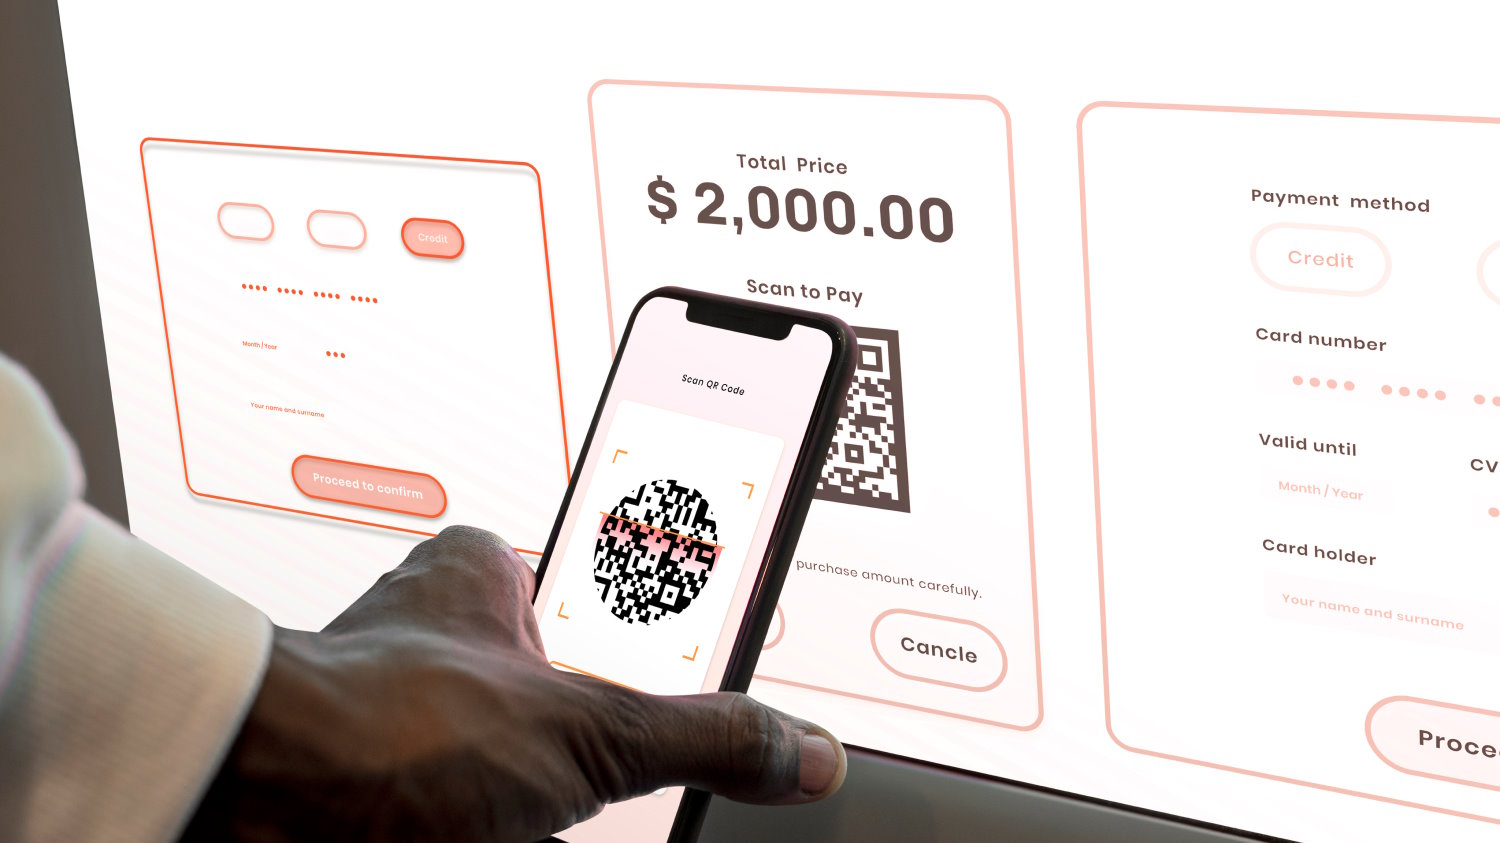 Credit
Month / Year
Your name and surname
Proceed to confirm
Total Price
$ 2,000.00
Scan to Pay
purchase amount carefully.
Cancle
Scan QR Code
Payment method
Credit
Card number
Valid until
CV
Month / Year
Card holder
Your name and surname
Procee